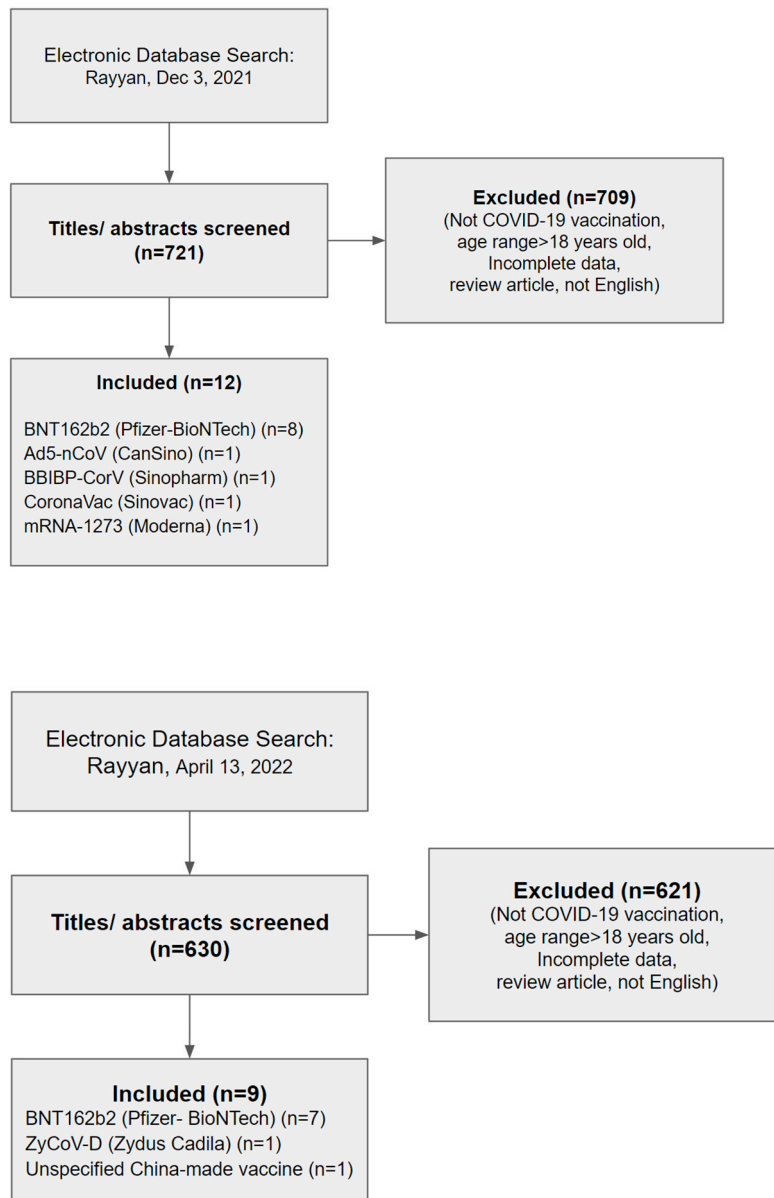 Electronic Database Search:
Rayyan, Dec 3, 2021
Titles/ abstracts screened
(n=721)
Excluded (n=709)
(Not COVID-19 vaccination,
age range>18 years old,
Incomplete data,
review article, not English)
Included (n=12)
BNT162b2 (Pfizer-BioNTech) (n=8)
Ad5-nCoV (CanSino) (n=1)
BBIBP-CorV (Sinopharm) (n=1)
CoronaVac (Sinovac) (n=1)
mRNA-1273 (Moderna) (n=1)
Electronic Database Search:
Rayyan, April 13, 2022
Titles/ abstracts screened
(n=630)
Excluded (n=621)
(Not COVID-19 vaccination,
age range>18 years old,
Incomplete data,
review article, not English)
Included (n=9)
BNT162b2 (Pfizer- BioNTech) (n=7)
ZyCoV-D (Zydus Cadila) (n=1)
Unspecified China-made vaccine (n=1)